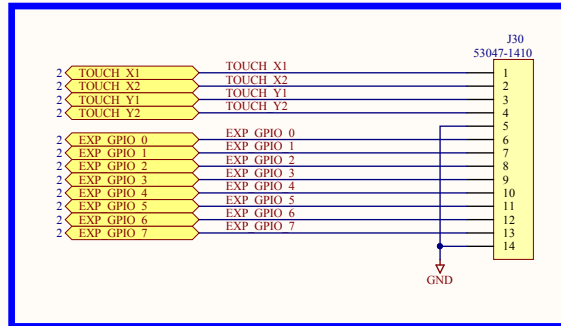 J30
53047-1410
2 TOUCH_X1 TOUCH_X1 1
2 TOUCH_X2 TOUCH_X2 2
2 TOUCH_Y1 TOUCH_Y1 3
2 TOUCH_Y2 TOUCH_Y2 4
5
2 EXP_GPIO_0 EXP_GPIO_0 6
2 EXP_GPIO_1 EXP_GPIO_1 7
2 EXP_GPIO_2 EXP_GPIO_2 8
2 EXP_GPIO_3 EXP_GPIO_3 9
2 EXP_GPIO_4 EXP_GPIO_4 10
2 EXP_GPIO_5 EXP_GPIO_5 11
2 EXP_GPIO_6 EXP_GPIO_6 12
2 EXP_GPIO_7 EXP_GPIO_7 13
14
GND